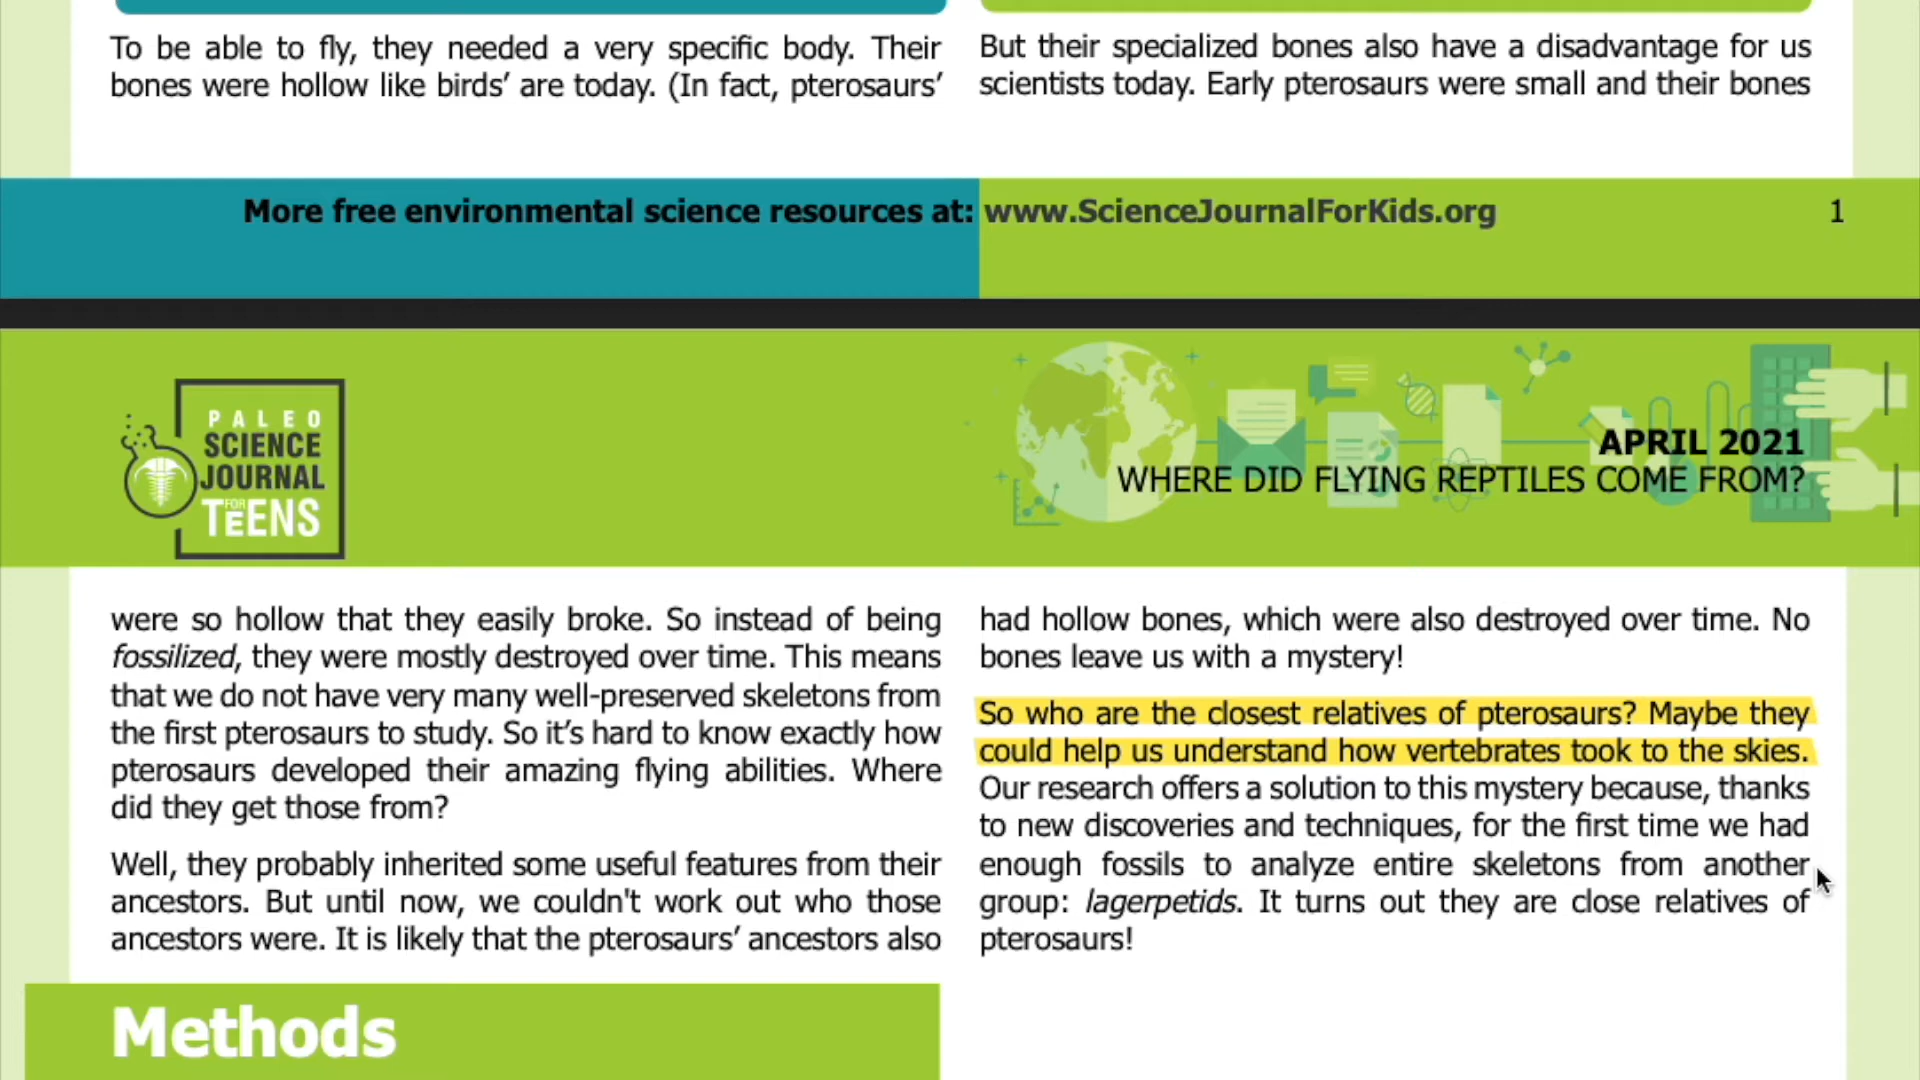 To be able to fly, they needed a very specific body. Their
bones were hollow like birds’ are today. (In fact, pterosaurs’
But their specialized bones also have a disadvantage for us
scientists today. Early pterosaurs were small and their bones
More free environmental science resources at: www.ScienceJournalForKids.org
1
PALEO
SCIENCE
JOURNAL
FOR
TEENS
APRIL 2021
WHERE DID FLYING REPTILES COME FROM?
were so hollow that they easily broke. So instead of being
fossilized, they were mostly destroyed over time. This means
that we do not have very many well-preserved skeletons from
the first pterosaurs to study. So it’s hard to know exactly how
pterosaurs developed their amazing flying abilities. Where
did they get those from?
Well, they probably inherited some useful features from their
ancestors. But until now, we couldn't work out who those
ancestors were. It is likely that the pterosaurs’ ancestors also
had hollow bones, which were also destroyed over time. No
bones leave us with a mystery!
So who are the closest relatives of pterosaurs? Maybe they
could help us understand how vertebrates took to the skies.
Our research offers a solution to this mystery because, thanks
to new discoveries and techniques, for the first time we had
enough fossils to analyze entire skeletons from another
group: lagerpetids. It turns out they are close relatives of
pterosaurs!
Methods